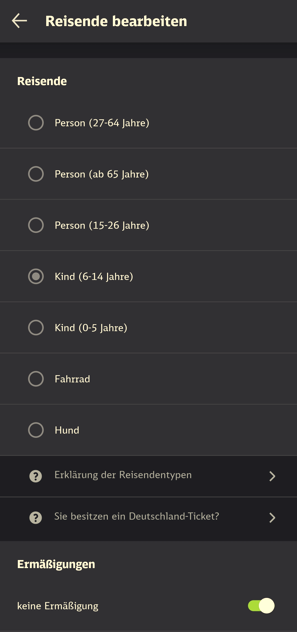 Reisende bearbeiten
Reisende
Person (27-64 Jahre)
Person (ab 65 Jahre)
Person (15-26 Jahre)
Kind (6-14 Jahre)
Kind (0-5 Jahre)
Fahrrad
Hund
Erklärung der Reisendentypen
Sie besitzen ein Deutschland-Ticket?
Ermäßigungen
keine Ermäßigung